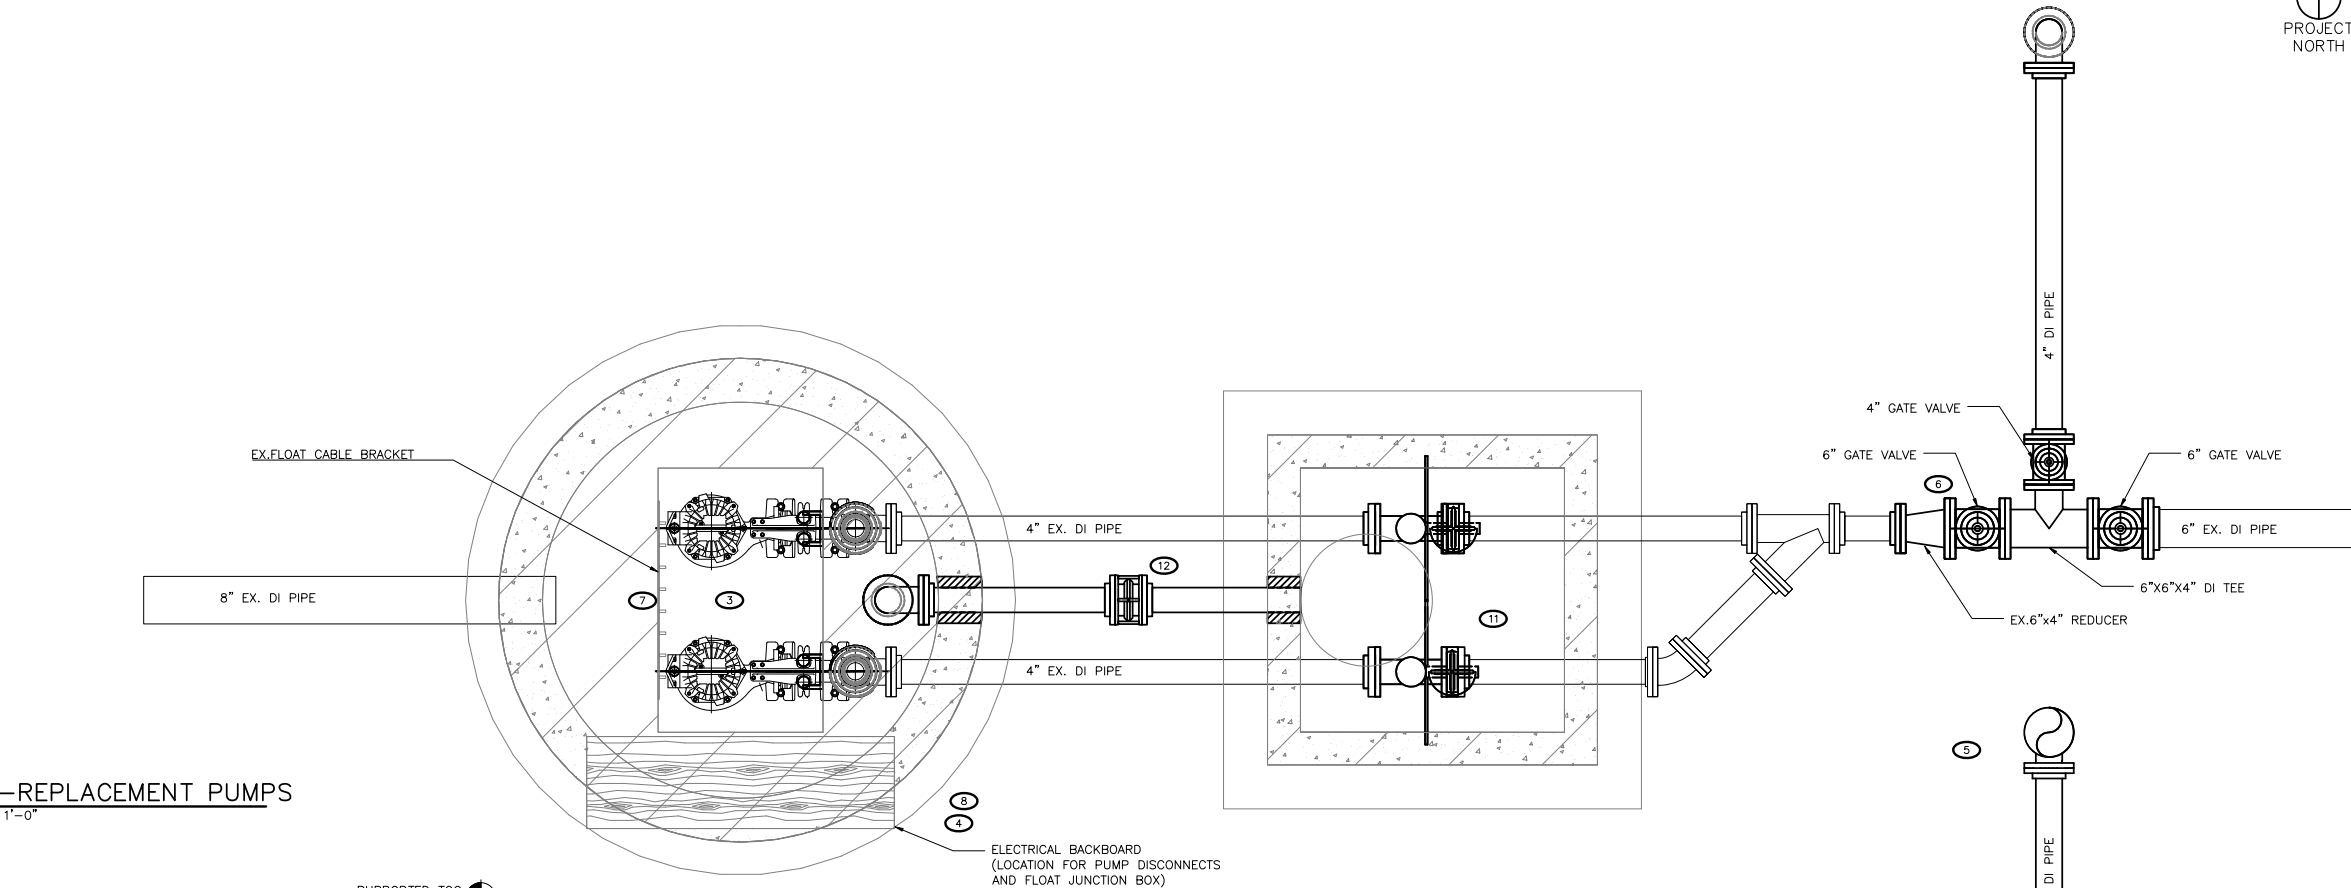 PROJECT
NORTH
4" DI PIPE
4" GATE VALVE
6" GATE VALVE
6" GATE VALVE
EX.FLOAT CABLE BRACKET
6
4" EX. DI PIPE
6" EX. DI PIPE
12
8" EX. DI PIPE
7
3
6"X6"X4" DI TEE
11
EX.6"x4" REDUCER
4" EX. DI PIPE
5
—REPLACEMENT PUMPS
1'-0"
8
4
ELECTRICAL BACKBOARD
(LOCATION FOR PUMP DISCONNECTS
AND FLOAT JUNCTION BOX)
DI PIPE